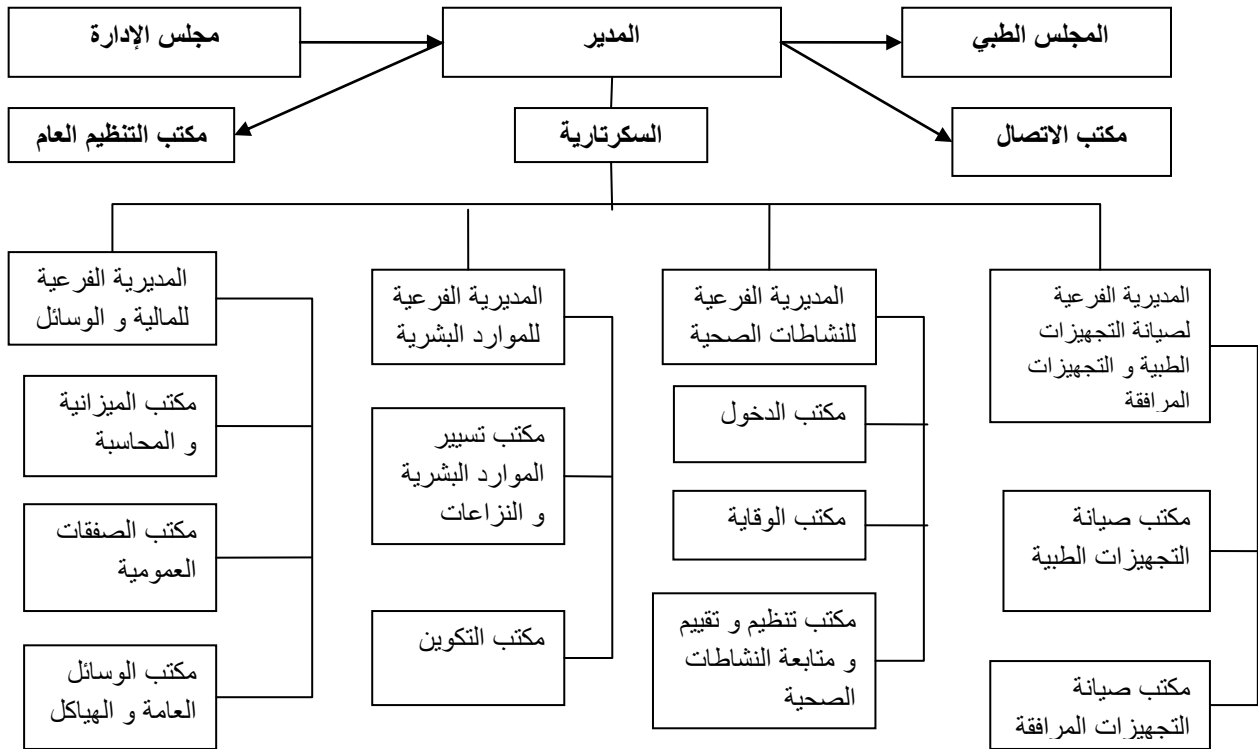 المجلس الطبي
المدير
مجلس الإدارة
مكتب الاتصال
السكرتارية
مكتب التنظيم العام
المديرية الفرعية
لصيانة التجهيزات
الطبية و التجهيزات
المرافقة
مكتب صيانة
التجهيزات الطبية
مكتب صيانة
التجهيزات المرافقة
المديرية الفرعية
للنشاطات الصحية
مكتب الدخول
مكتب الوقاية
مكتب تنظيم و تقييم
و متابعة النشاطات
الصحية
المديرية الفرعية
للموارد البشرية
مكتب تسيير
الموارد البشرية
و النزاعات
مكتب التكوين
المديرية الفرعية
للمالية و الوسائل
مكتب الميزانية
و المحاسبة
مكتب الصفقات
العمومية
مكتب الوسائل
العامة و الهياكل